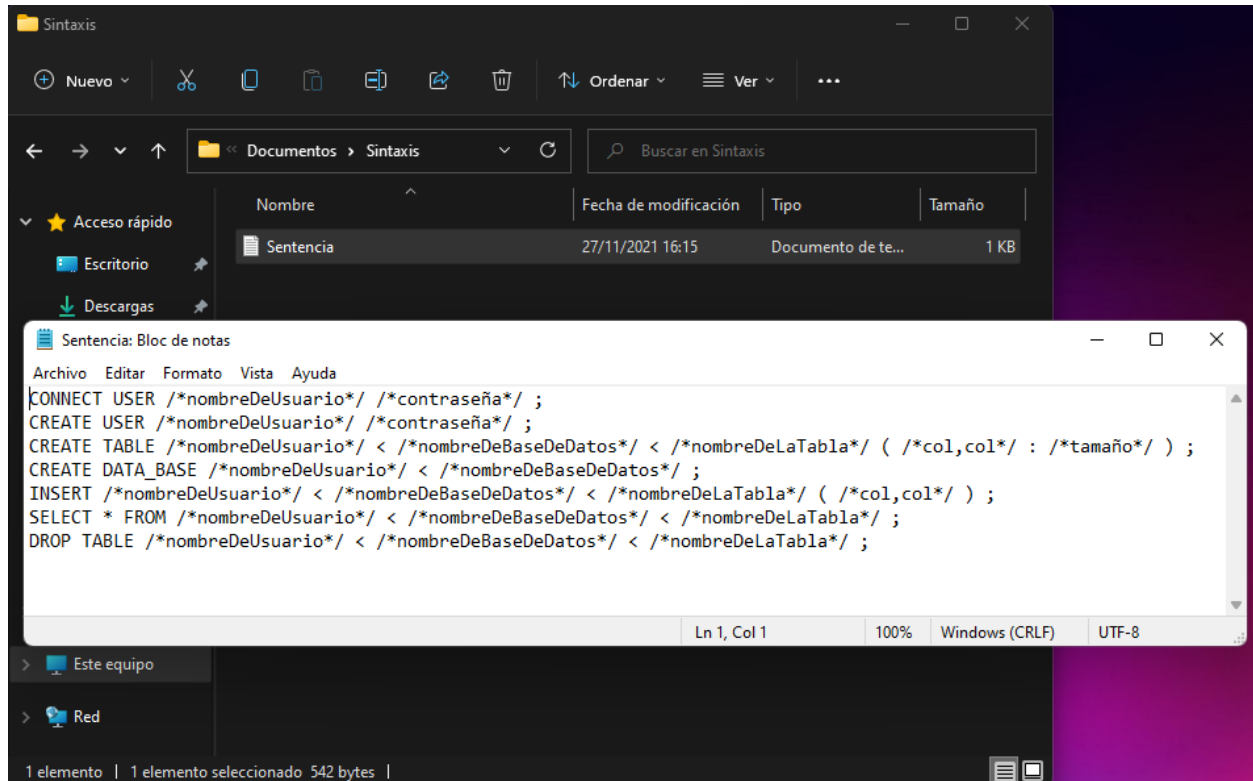 Sintaxis
Nuevo
Ordenar
Ver
Documentos > Sintaxis
Buscar en Sintaxis
Nombre
Fecha de modificación
Tipo
Tamaño
Acceso rápido
Sentencia
27/11/2021 16:15
Documento de te...
1 KB
Escritorio
Descargas
Sentencia: Bloc de notas
Archivo Editar Formato Vista Ayuda
CONNECT USER /*nombreDeUsuario*/ /*contraseña*/ ;
CREATE USER /*nombreDeUsuario*/ /*contraseña*/ ;
CREATE TABLE /*nombreDeUsuario*/ < /*nombreDeBaseDeDatos*/ < /*nombreDeLaTabla*/ ( /*col,col*/ : /*tamaño*/ ) ;
CREATE DATA_BASE /*nombreDeUsuario*/ < /*nombreDeBaseDeDatos*/ ;
INSERT /*nombreDeUsuario*/ < /*nombreDeBaseDeDatos*/ < /*nombreDeLaTabla*/ ( /*col,col*/ ) ;
SELECT * FROM /*nombreDeUsuario*/ < /*nombreDeBaseDeDatos*/ < /*nombreDeLaTabla*/ ;
DROP TABLE /*nombreDeUsuario*/ < /*nombreDeBaseDeDatos*/ < /*nombreDeLaTabla*/ ;
Ln 1, Col 1
100%
Windows (CRLF)
UTF-8
Este equipo
Red
1 elemento | 1 elemento seleccionado 542 bytes |